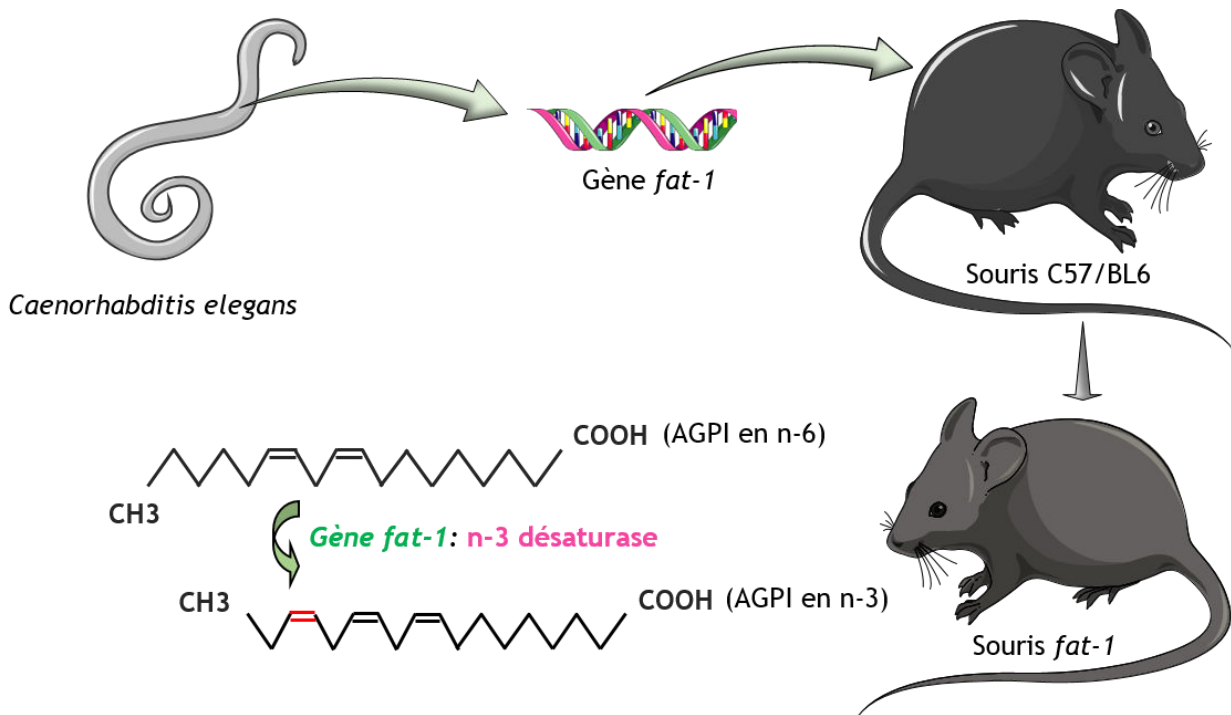 Gène fat-1
Souris C57/BL6
Caenorhabditis elegans
COOH (AGPI en n-6)
CH3
Gène fat-1: n-3 désaturase
CH3
COOH (AGPI en n-3)
Souris fat-1